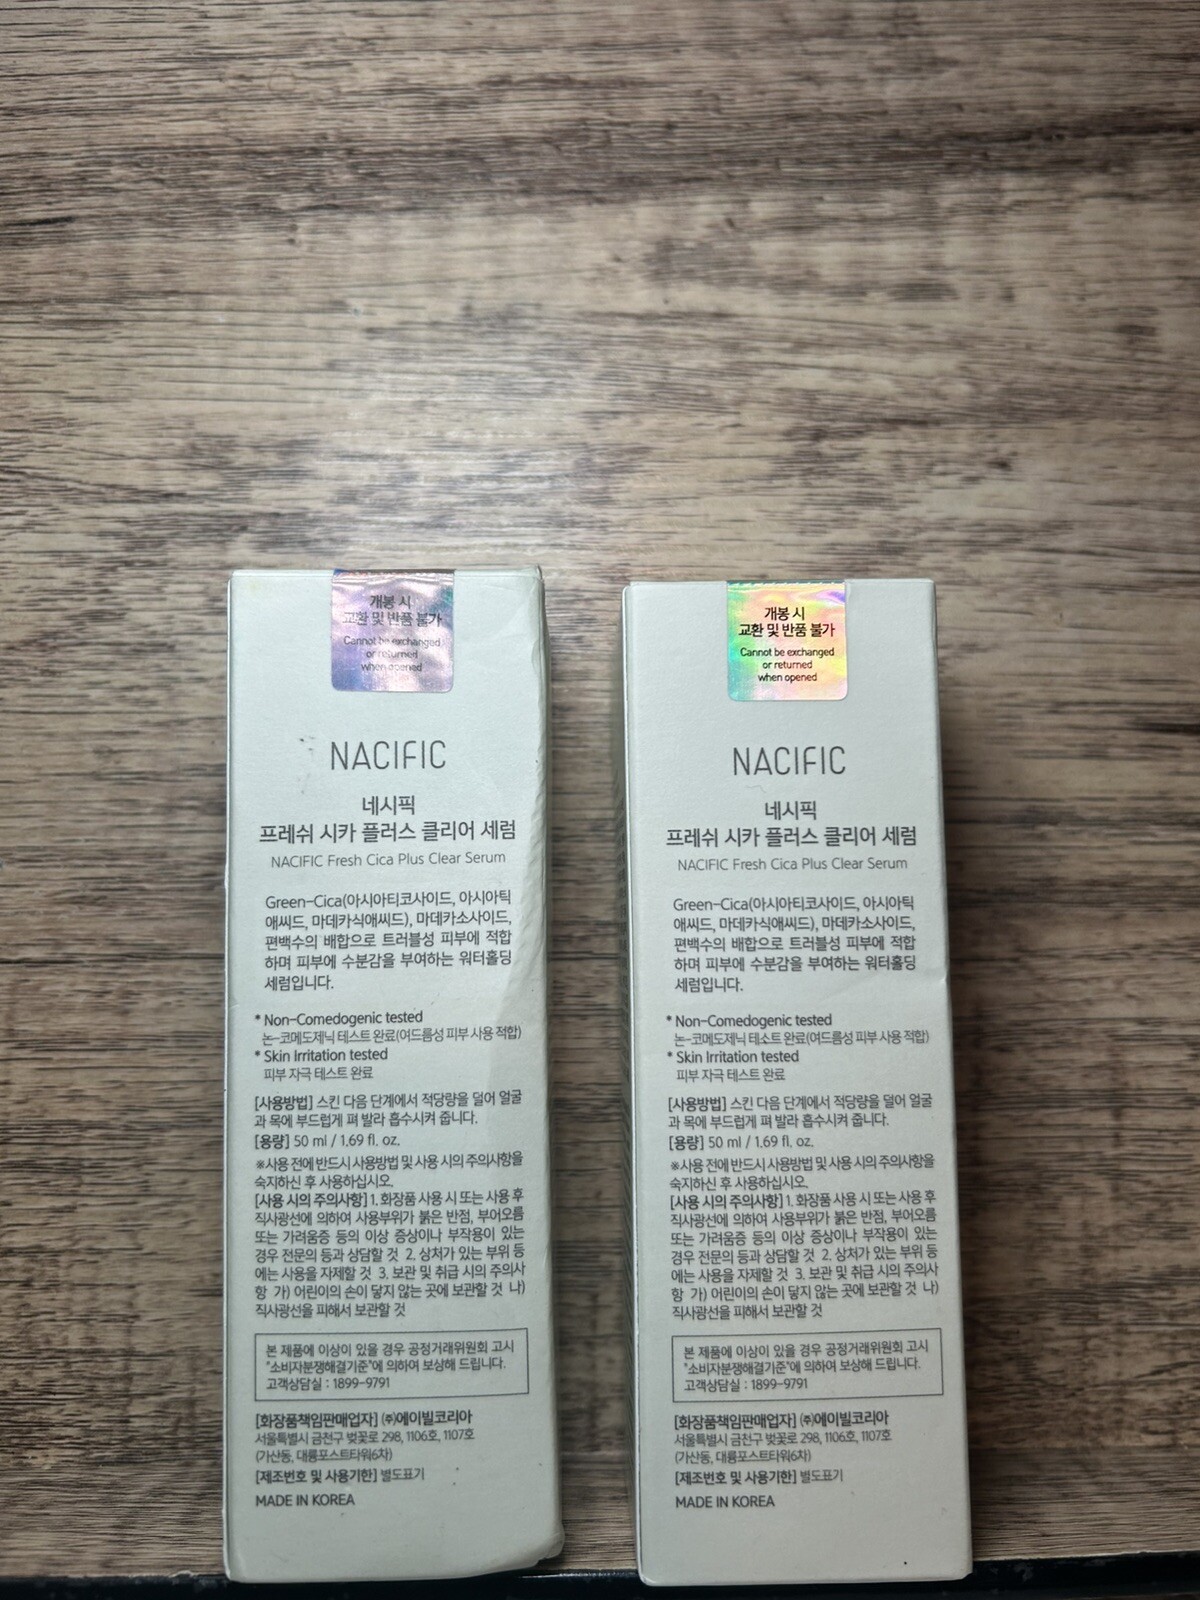 개봉 시
교환 및 반품 불가
Cannot be exchanged
or returned
when opened
NACIFIC
네시픽
프레쉬 시카 플러스 클리어 세럼
NACIFIC Fresh Cica Plus Clear Serum
Green-Cica(아시아티코사이드, 아시아틱
애씨드, 마데카식애씨드), 마데카소사이드,
편백수의 배합으로 트러블성 피부에 적합
하며 피부에 수분감을 부여하는 워터홀딩
세럼입니다.
* Non-Comedogenic tested
논-코메도제닉 테스트 완료(여드름성 피부 사용 적합)
* Skin Irritation tested
피부 자극 테스트 완료
[사용방법] 스킨 다음 단계에서 적당량을 덜어 얼굴
과 목에 부드럽게 펴 발라 흡수시켜 줍니다.
[용량] 50 ml / 1.69 fl. oz.
※사용 전에 반드시 사용방법 및 사용 시의 주의사항을
숙지하신 후 사용하십시오.
[사용 시의 주의사항] 1. 화장품 사용 시 또는 사용 후
직사광선에 의하여 사용부위가 붉은 반점, 부어오름
또는 가려움증 등의 이상 증상이나 부작용이 있는
경우 전문의 등과 상담할 것 2. 상처가 있는 부위 등
에는 사용을 자제할 것 3. 보관 및 취급 시의 주의사
항 가) 어린이의 손이 닿지 않는 곳에 보관할 것 나)
직사광선을 피해서 보관할 것
본 제품에 이상이 있을 경우 공정거래위원회 고시
"소비자분쟁해결기준"에 의하여 보상해 드립니다.
고객상담실 : 1899-9791
[화장품책임판매업자] ㈜에이빌코리아
서울특별시 금천구 벚꽃로 298, 1106호, 1107호
(가산동, 대륭포스트타워6차)
[제조번호 및 사용기한] 별도표기
MADE IN KOREA
개봉 시
교환 및 반품 불가
Cannot be exchanged
or returned
when opened
NACIFIC
네시픽
프레쉬 시카 플러스 클리어 세럼
NACIFIC Fresh Cica Plus Clear Serum
Green-Cica(아시아티코사이드, 아시아틱
애씨드, 마데카식애씨드), 마데카소사이드,
편백수의 배합으로 트러블성 피부에 적합
하며 피부에 수분감을 부여하는 워터홀딩
세럼입니다.
* Non-Comedogenic tested
논-코메도제닉 테스트 완료(여드름성 피부 사용 적합)
* Skin Irritation tested
피부 자극 테스트 완료
[사용방법] 스킨 다음 단계에서 적당량을 덜어 얼굴
과 목에 부드럽게 펴 발라 흡수시켜 줍니다.
[용량] 50 ml / 1.69 fl. oz.
※사용 전에 반드시 사용방법 및 사용 시의 주의사항을
숙지하신 후 사용하십시오.
[사용 시의 주의사항] 1. 화장품 사용 시 또는 사용 후
직사광선에 의하여 사용부위가 붉은 반점, 부어오름
또는 가려움증 등의 이상 증상이나 부작용이 있는
경우 전문의 등과 상담할 것 2. 상처가 있는 부위 등
에는 사용을 자제할 것 3. 보관 및 취급 시의 주의사
항 가) 어린이의 손이 닿지 않는 곳에 보관할 것 나)
직사광선을 피해서 보관할 것
본 제품에 이상이 있을 경우 공정거래위원회 고시
"소비자분쟁해결기준"에 의하여 보상해 드립니다.
고객상담실 : 1899-9791
[화장품책임판매업자] ㈜에이빌코리아
서울특별시 금천구 벚꽃로 298, 1106호, 1107호
(가산동, 대륭포스트타워6차)
[제조번호 및 사용기한] 별도표기
MADE IN KOREA